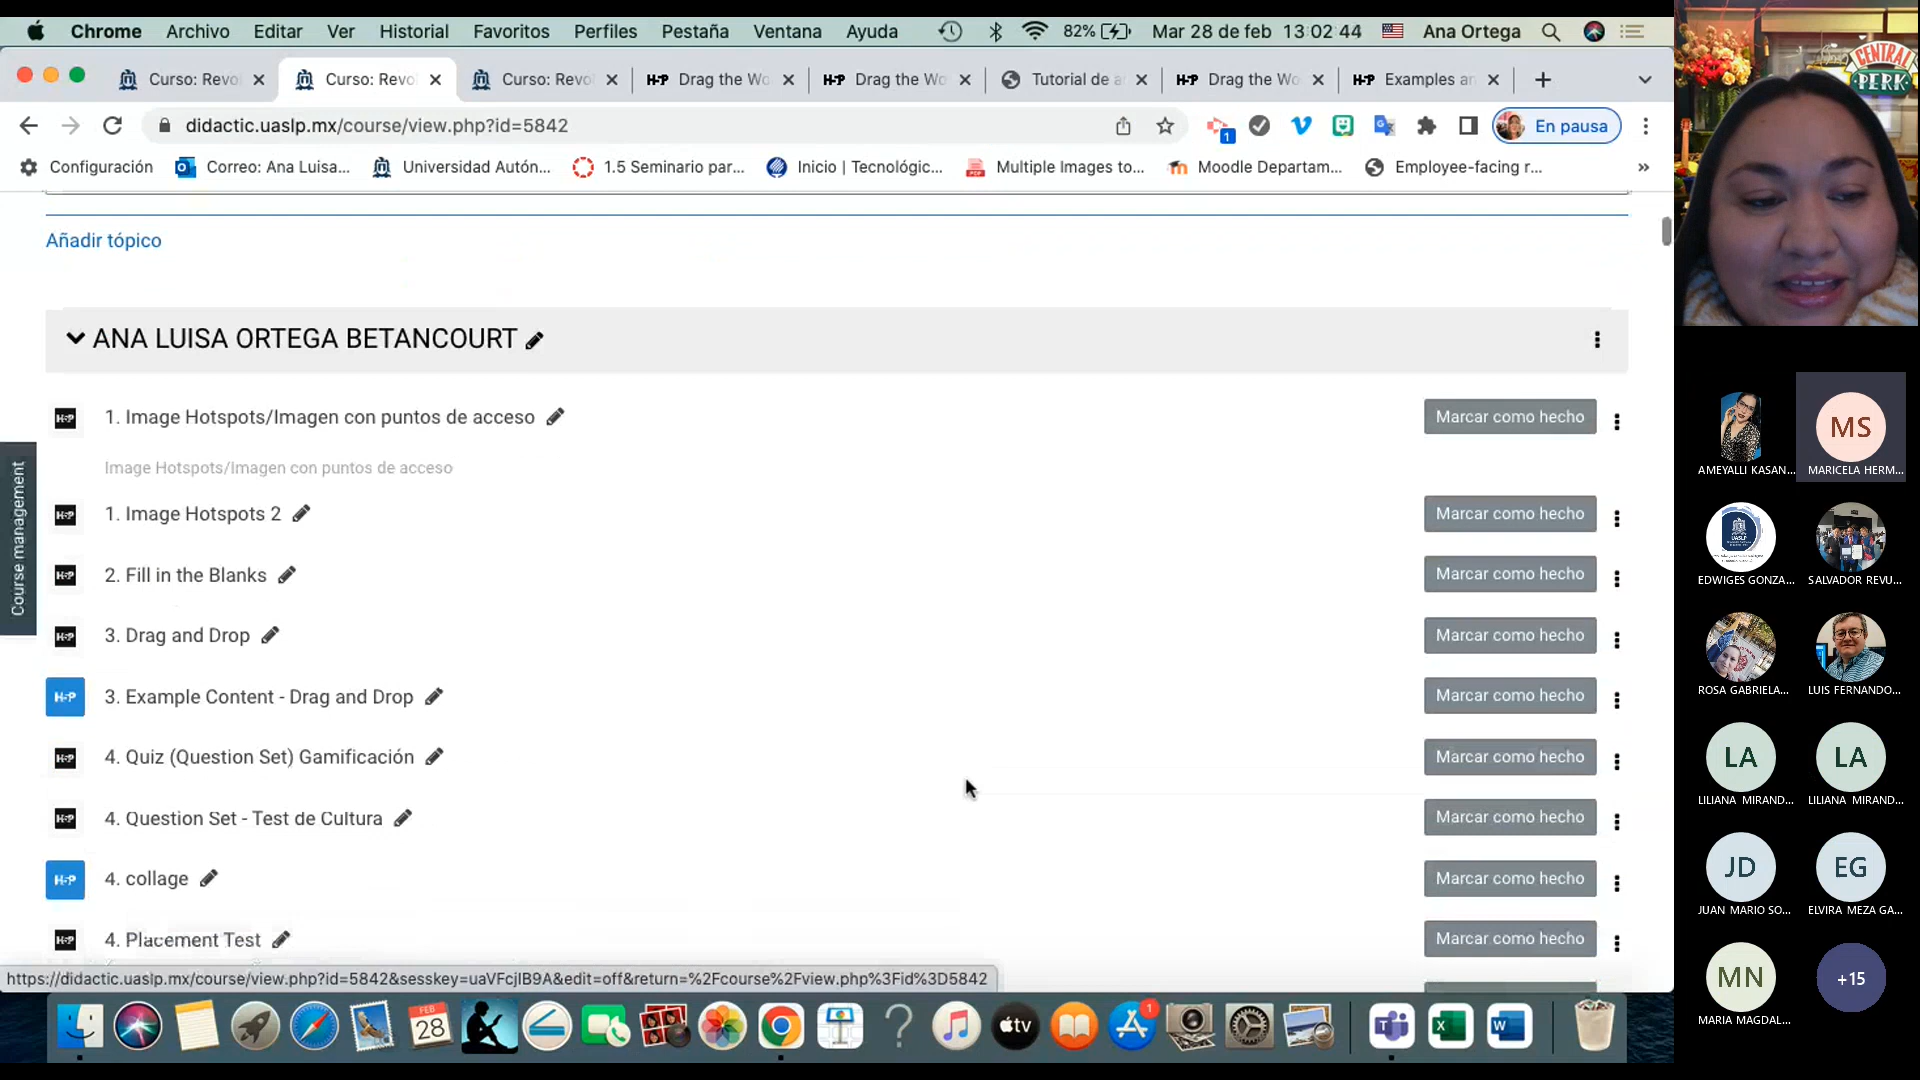 Chrome Archivo Editar Ver Historial Favoritos Perfiles Pestaña Ventana Ayuda 82% Mar 28 de feb 13:02:44 Ana Ortega
Curso: Revo Curso: Revo Curso: Revo H-P Drag the Wo H-P Drag the Wo Tutorial de a H-P Drag the Wo H-P Examples an
didactic.uaslp.mx/course/view.php?id=5842 1 En pausa
Configuración Correo: Ana Luisa... Universidad Autón... 1.5 Seminario par... Inicio | Tecnológic... Multiple Images to... Moodle Departam... Employee-facing r... »
Añadir tópico
ANA LUISA ORTEGA BETANCOURT
H-P 1. Image Hotspots/Imagen con puntos de acceso Marcar como hecho
Image Hotspots/Imagen con puntos de acceso
H-P 1. Image Hotspots 2 Marcar como hecho
H-P 2. Fill in the Blanks Marcar como hecho
H-P 3. Drag and Drop Marcar como hecho
H-P 3. Example Content - Drag and Drop Marcar como hecho
H-P 4. Quiz (Question Set) Gamificación Marcar como hecho
H-P 4. Question Set - Test de Cultura Marcar como hecho
H-P 4. collage Marcar como hecho
H-P 4. Placement Test Marcar como hecho
Course management
https://didactic.uaslp.mx/course/view.php?id=5842&sesskey=uaVFcjIB9A&edit=off&return=%2Fcourse%2Fview.php%3Fid%3D5842
FEB
28
tv
1
CENTRAL
PERK
MS
AMEYALLI KASAN... MARICELA HERM...
UASLP
EDWIGES GONZA... SALVADOR REVU...
ROSA GABRIELA... LUIS FERNANDO...
LA LA
LILIANA MIRAND... LILIANA MIRAND...
JD EG
JUAN MARIO SO... ELVIRA MEZA GA...
MN +15
MARIA MAGDAL...